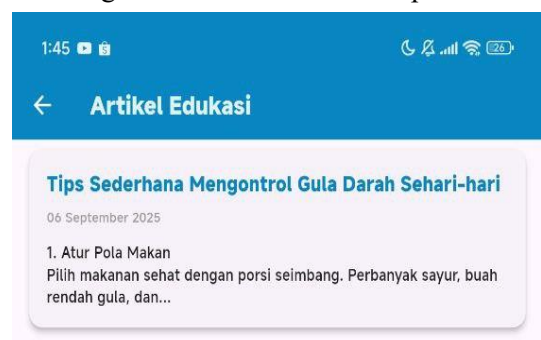 1:45
26
Artikel Edukasi
Tips Sederhana Mengontrol Gula Darah Sehari-hari
06 September 2025
1. Atur Pola Makan
Pilih makanan sehat dengan porsi seimbang. Perbanyak sayur, buah
rendah gula, dan...